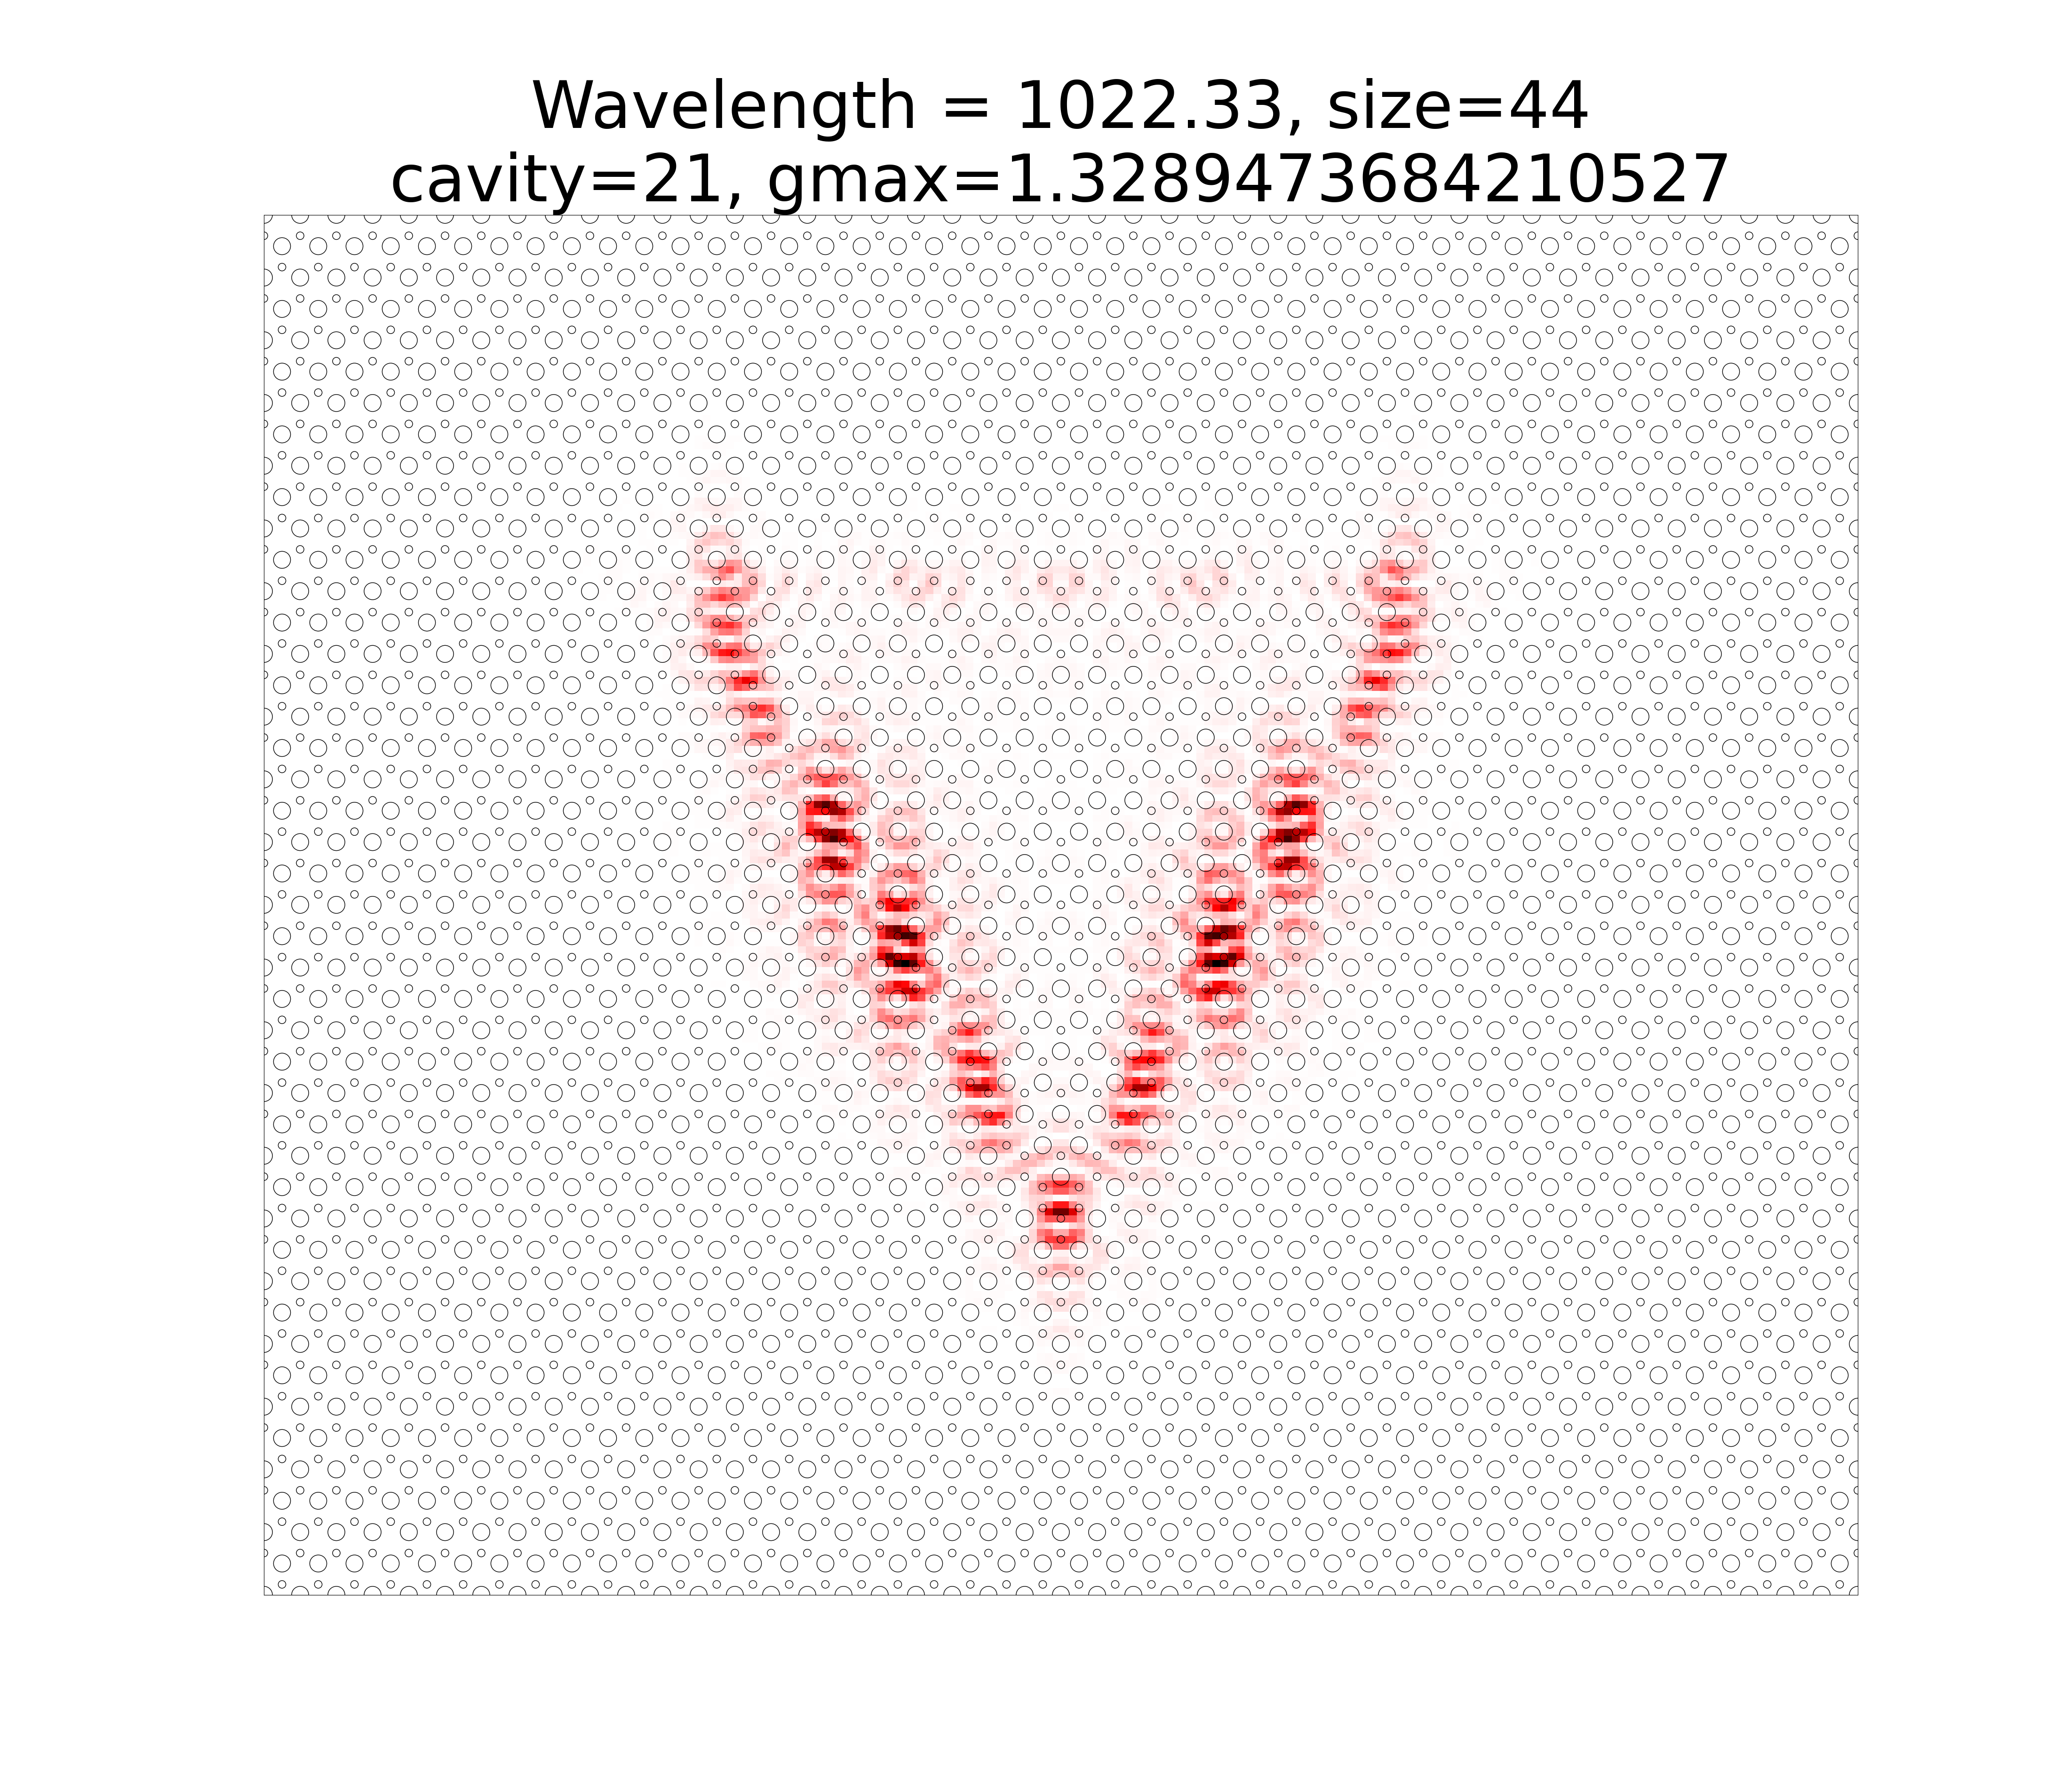 Wavelength = 1022.33, size=44
cavity=21, gmax=1.3289473684210527